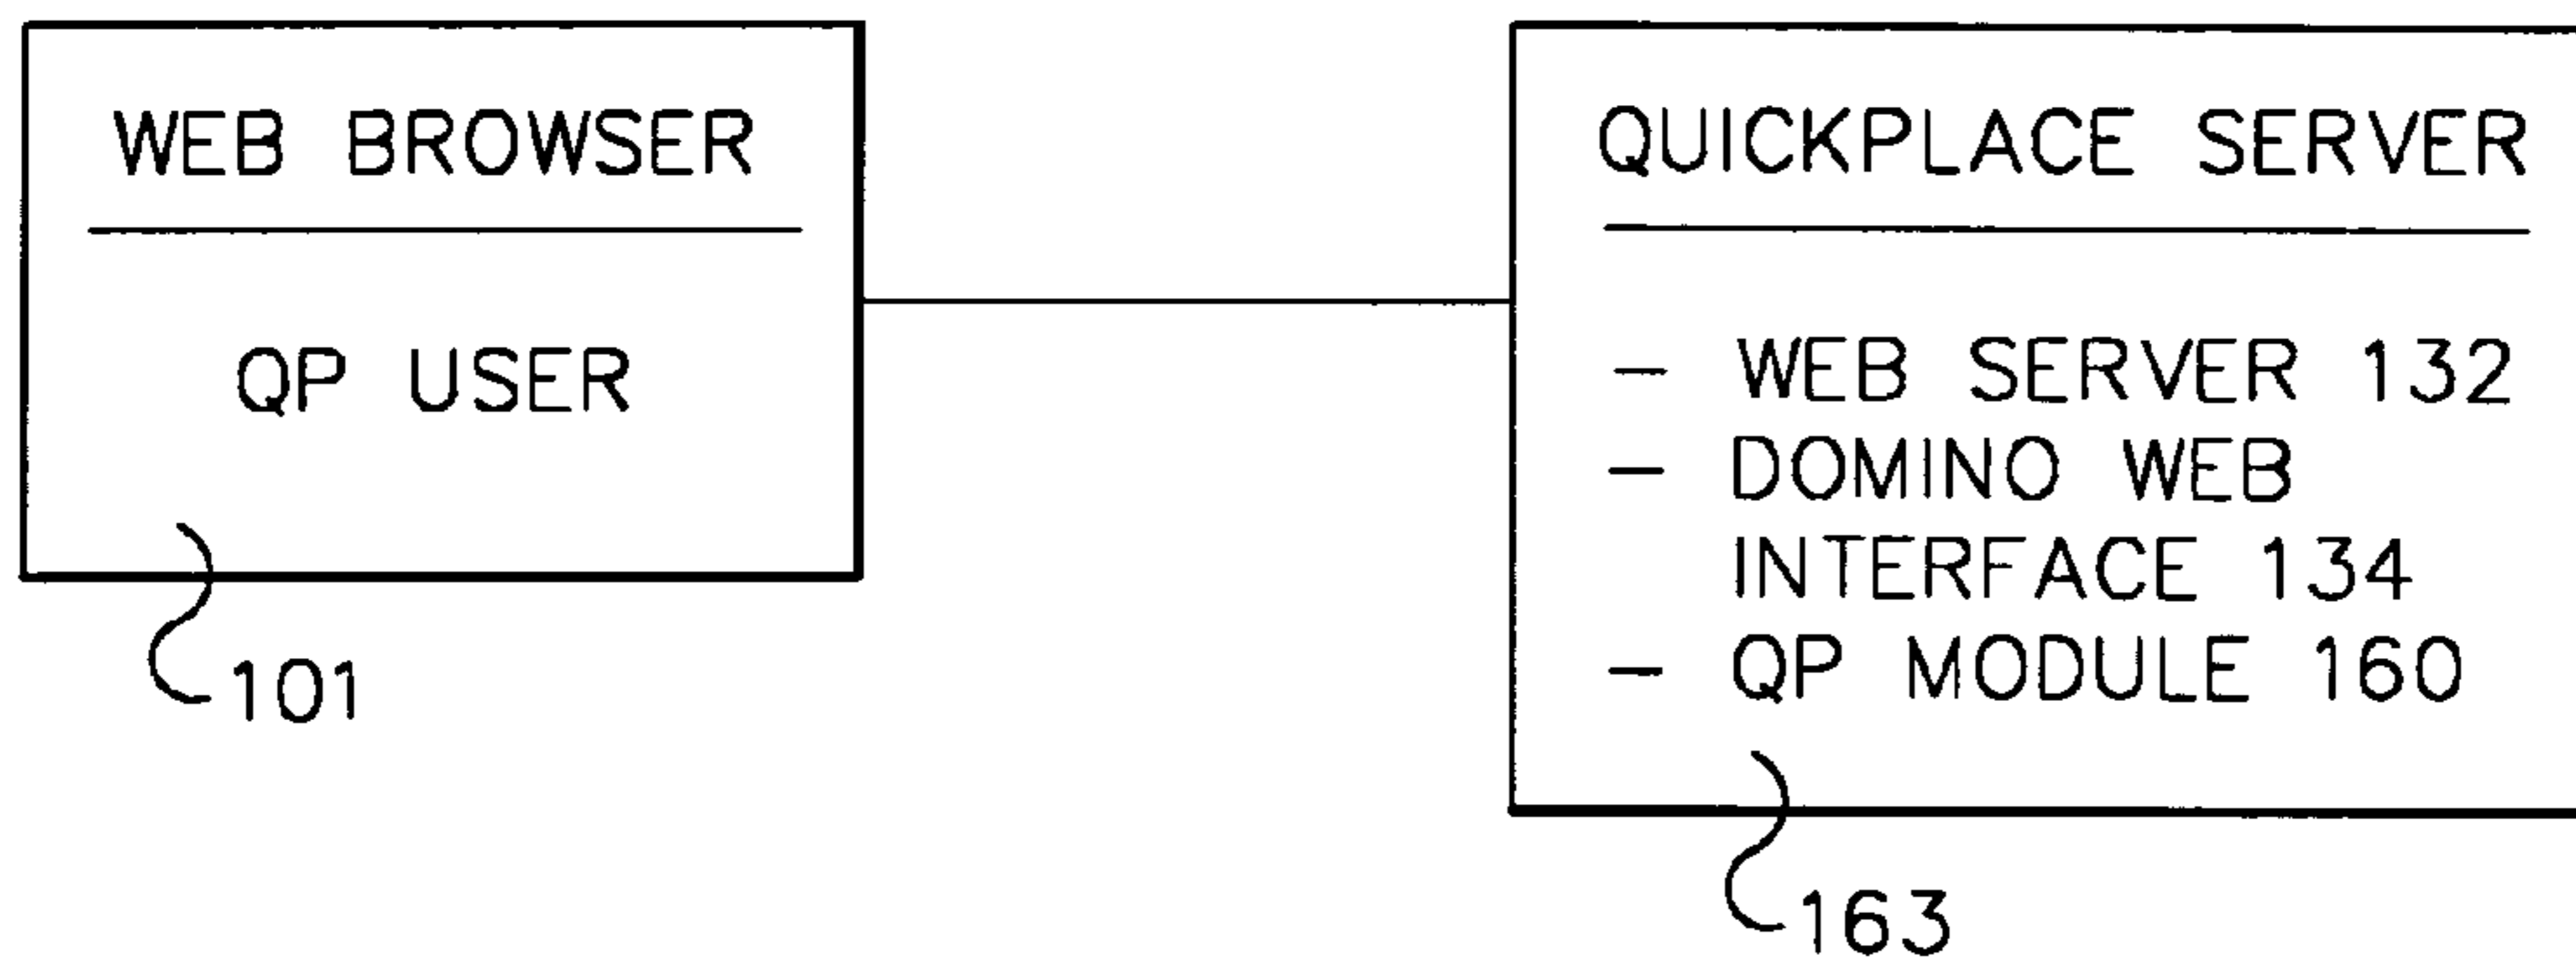 WEB BROWSER
QP USER
101
QUICKPLACE SERVER
- WEB SERVER 132
- DOMINO WEB
INTERFACE 134
- QP MODULE 160
163